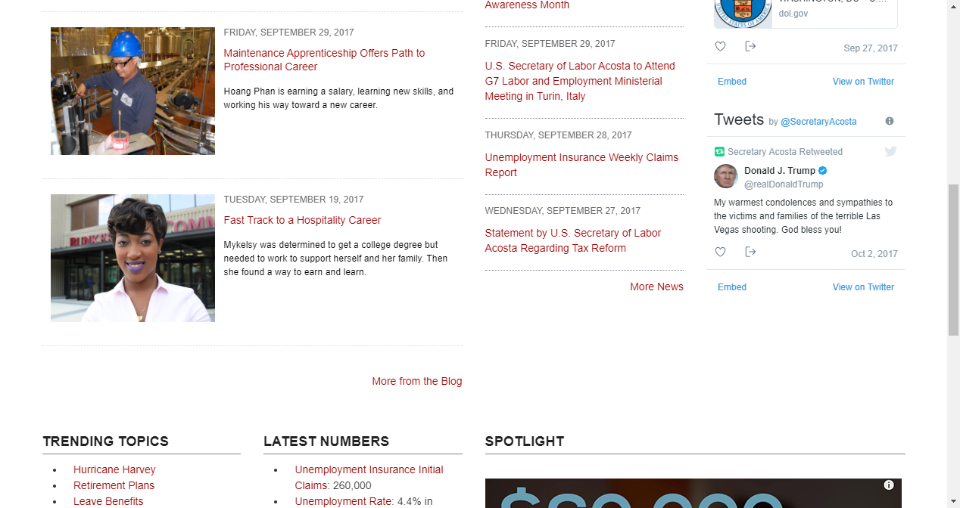 FRIDAY, SEPTEMBER 29, 2017
Maintenance Apprenticeship Offers Path to
Professional Career
Hoang Phan is earning a salary, learning new skills, and
working his way toward a new career.
TUESDAY, SEPTEMBER 19, 2017
Fast Track to a Hospitality Career
Mykelsy was determined to get a college degree but
needed to work to support herself and her family. Then
she found a way to earn and learn.
More from the Blog
Awareness Month
FRIDAY, SEPTEMBER 29, 2017
U.S. Secretary of Labor Acosta to Attend
G7 Labor and Employment Ministerial
Meeting in Turin, Italy
THURSDAY, SEPTEMBER 28, 2017
Unemployment Insurance Weekly Claims
Report
WEDNESDAY, SEPTEMBER 27, 2017
Statement by U.S. Secretary of Labor
Acosta Regarding Tax Reform
More News
dol.gov
Sep 27, 2017
Embed
View on Twitter
Tweets by @SecretaryAcosta
Secretary Acosta Retweeted
Donald J. Trump
@realDonaldTrump
My warmest condolences and sympathies to
the victims and families of the terrible Las
Vegas shooting. God bless you!
Oct 2, 2017
Embed
View on Twitter
TRENDING TOPICS
Hurricane Harvey
Retirement Plans
Leave Benefits
LATEST NUMBERS
Unemployment Insurance Initial
Claims: 260,000
Unemployment Rate: 4.4% in
SPOTLIGHT